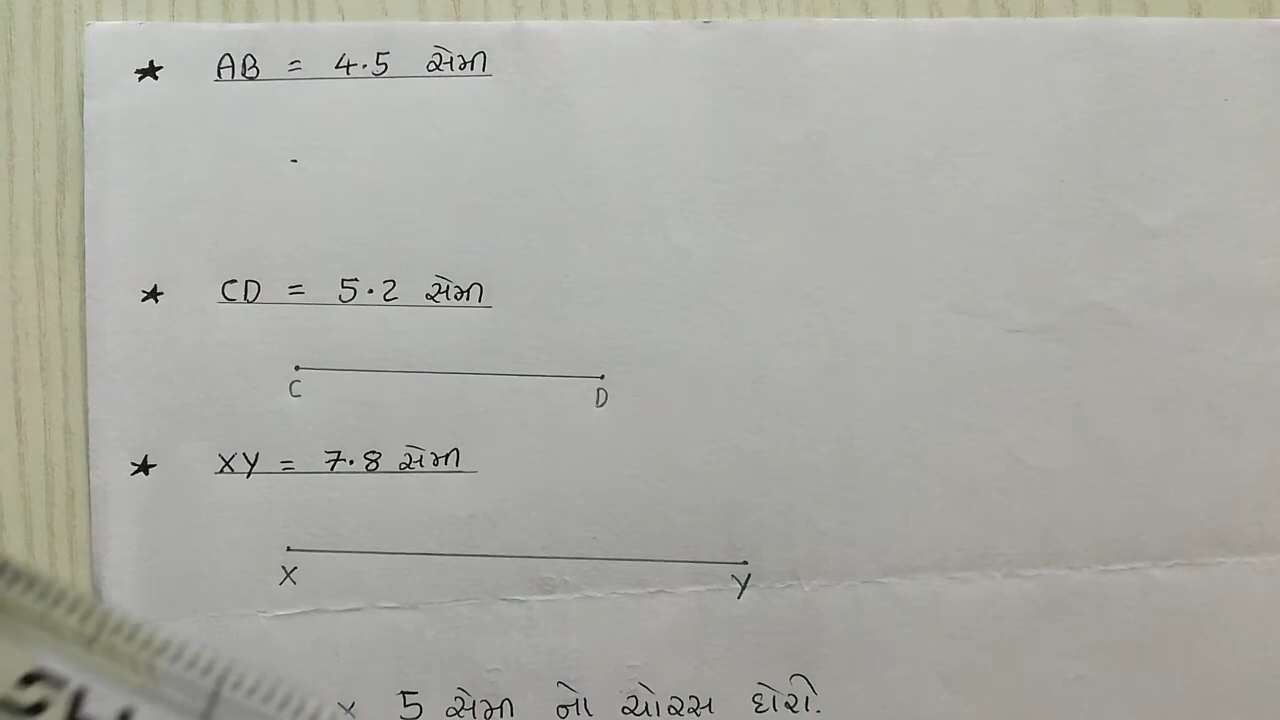 ★ AB = 4.5 સેમી
★ CD = 5.2 સેમી
C D
★ XY = 7.8 સેમી
X Y
× 5 સેમી નો ચોરસ દોરો.